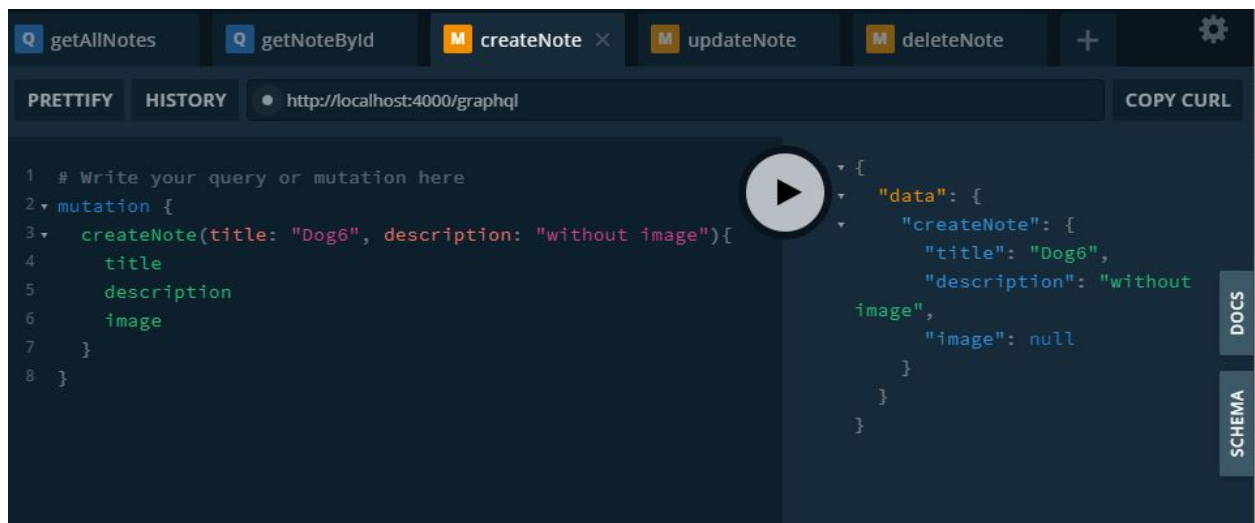 Q getAllNotes Q getNoteById M createNote × M updateNote M deleteNote +
PRETTIFY HISTORY http://localhost:4000/graphql COPY CURL
1 # Write your query or mutation here
2 mutation {
3 createNote(title: "Dog6", description: "without image"){
4 title
5 description
6 image
7 }
8 }
{
"data": {
"createNote": {
"title": "Dog6",
"description": "without
image",
"image": null
}
}
}
DOCS
SCHEMA